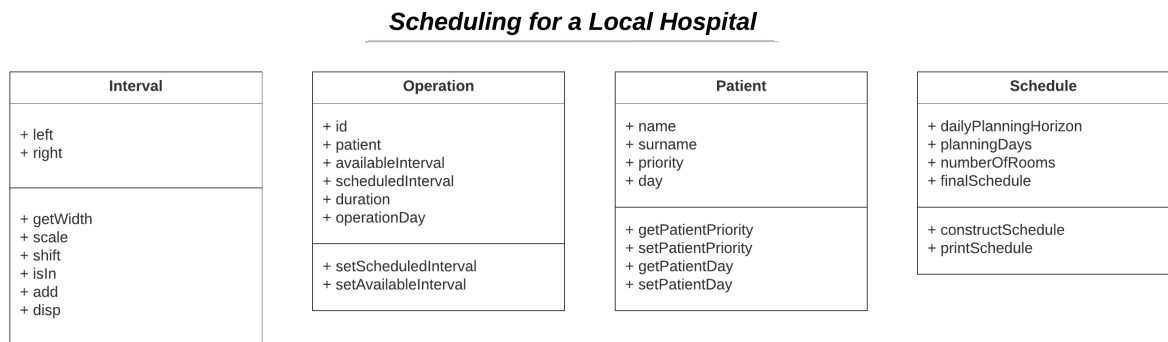 Scheduling for a Local Hospital
Interval
+ left
+ right
+ getWidth
+ scale
+ shift
+ isIn
+ add
+ disp
Operation
+ id
+ patient
+ availableInterval
+ scheduledInterval
+ duration
+ operationDay
+ setScheduledInterval
+ setAvailableInterval
Patient
+ name
+ surname
+ priority
+ day
+ getPatientPriority
+ setPatientPriority
+ getPatientDay
+ setPatientDay
Schedule
+ dailyPlanningHorizon
+ planningDays
+ numberOfRooms
+ finalSchedule
+ constructSchedule
+ printSchedule